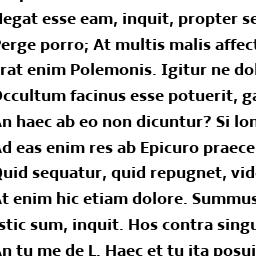 Negat esse eam, inquit, propter se
Perge porro; At multis malis affect
erat enim Polemonis. Igitur ne dol
Occultum facinus esse potuerit, ga
An haec ab eo non dicuntur? Si lon
Ad eas enim res ab Epicuro praece
Quid sequatur, quid repugnet, vid
At enim hic etiam dolore. Summus
Istic sum, inquit. Hos contra singu
An tu me de L. Haec et tu ita posui